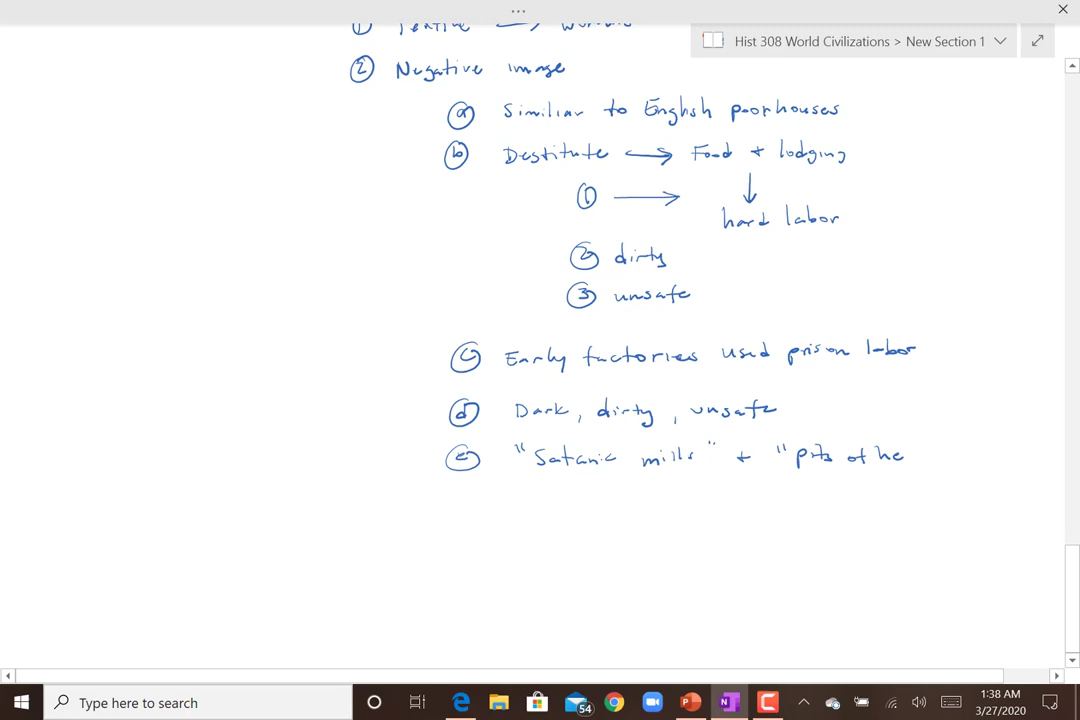 Hist 308 World Civilizations > New Section 1
② Negative image
ⓐ Similiar to English poorhouses
ⓑ Destitute ⟷ Food + lodging
① ⟶ ↓
hard labor
② dirty
③ unsafe
ⓒ Early factories used prison labor
ⓓ Dark, dirty, unsafe
ⓔ "Satanic mills" + "pits of he
Type here to search
54
1:38 AM
3/27/2020